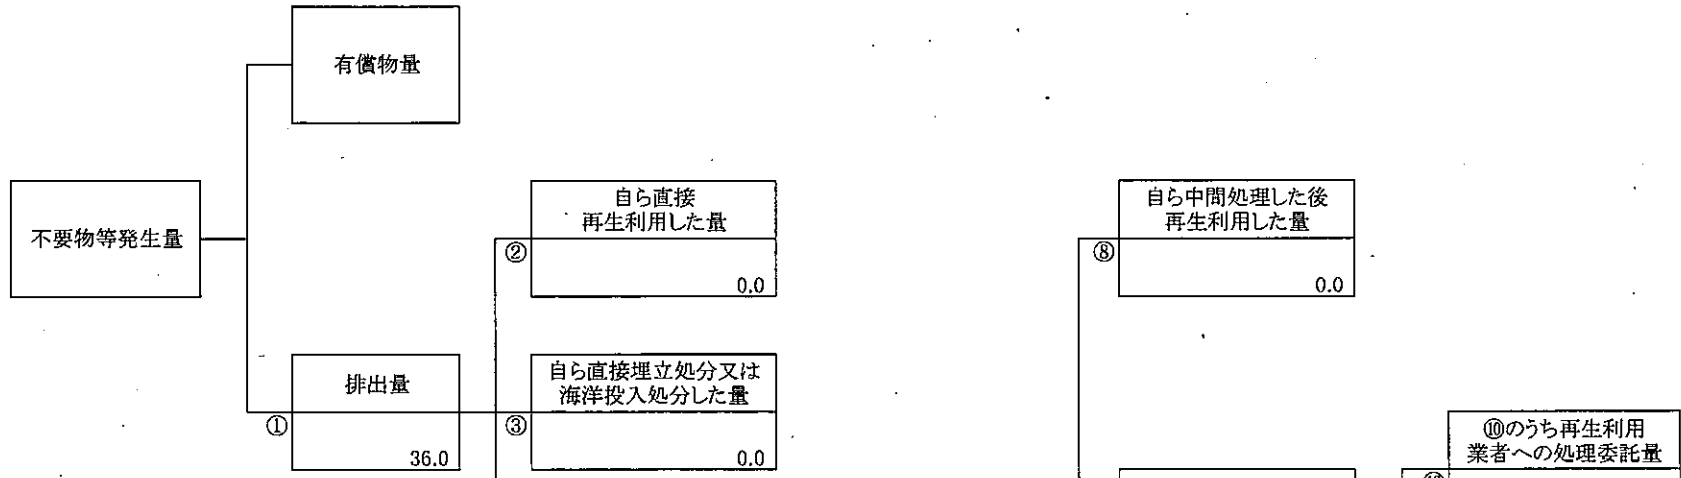 有償物量
不要物等発生量
自ら直接
再生利用した量
②
0.0
自ら中間処理した後
再生利用した量
⑧
0.0
排出量
①
36.0
自ら直接埋立処分又は
海洋投入処分した量
③
0.0
⑩のうち再生利用
業者への処理委託量